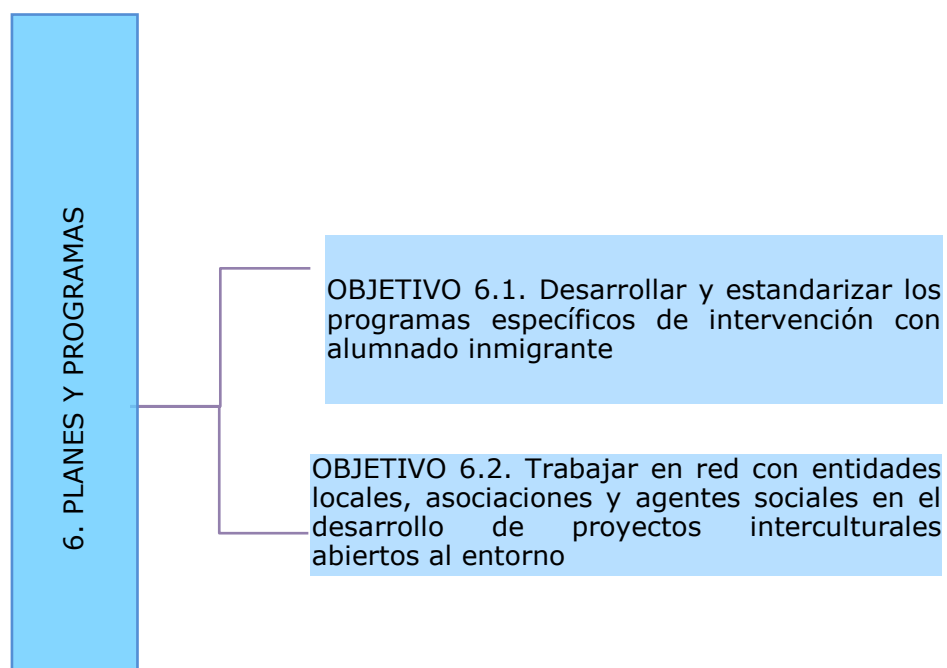 6. PLANES Y PROGRAMAS
OBJETIVO 6.1. Desarrollar y estandarizar los
programas específicos de intervención con
alumnado inmigrante
OBJETIVO 6.2. Trabajar en red con entidades
locales, asociaciones y agentes sociales en el
desarrollo de proyectos interculturales
abiertos al entorno